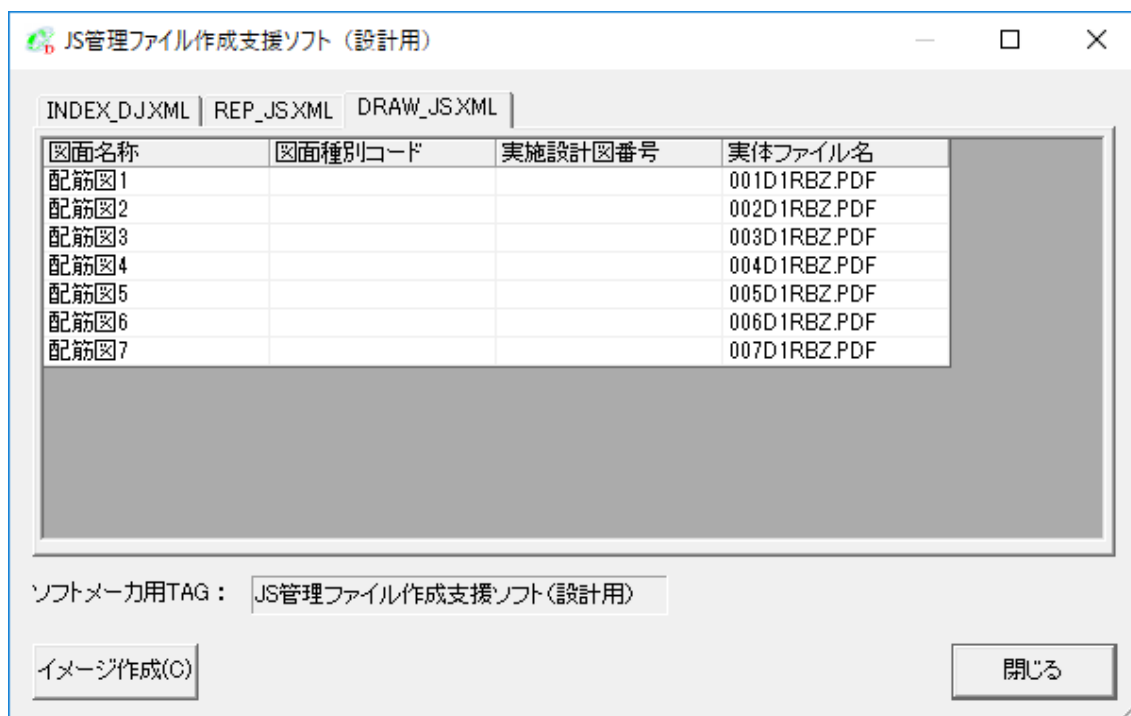 JS管理ファイル作成支援ソフト（設計用）
INDEX_DJ.XML REP_JS.XML DRAW_JS.XML
図面名称 図面種別コード 実施設計図番号 実体ファイル名
配筋図1 001D1RBZ.PDF
配筋図2 002D1RBZ.PDF
配筋図3 003D1RBZ.PDF
配筋図4 004D1RBZ.PDF
配筋図5 005D1RBZ.PDF
配筋図6 006D1RBZ.PDF
配筋図7 007D1RBZ.PDF
ソフトメーカ用TAG： JS管理ファイル作成支援ソフト(設計用)
イメージ作成(C) 閉じる